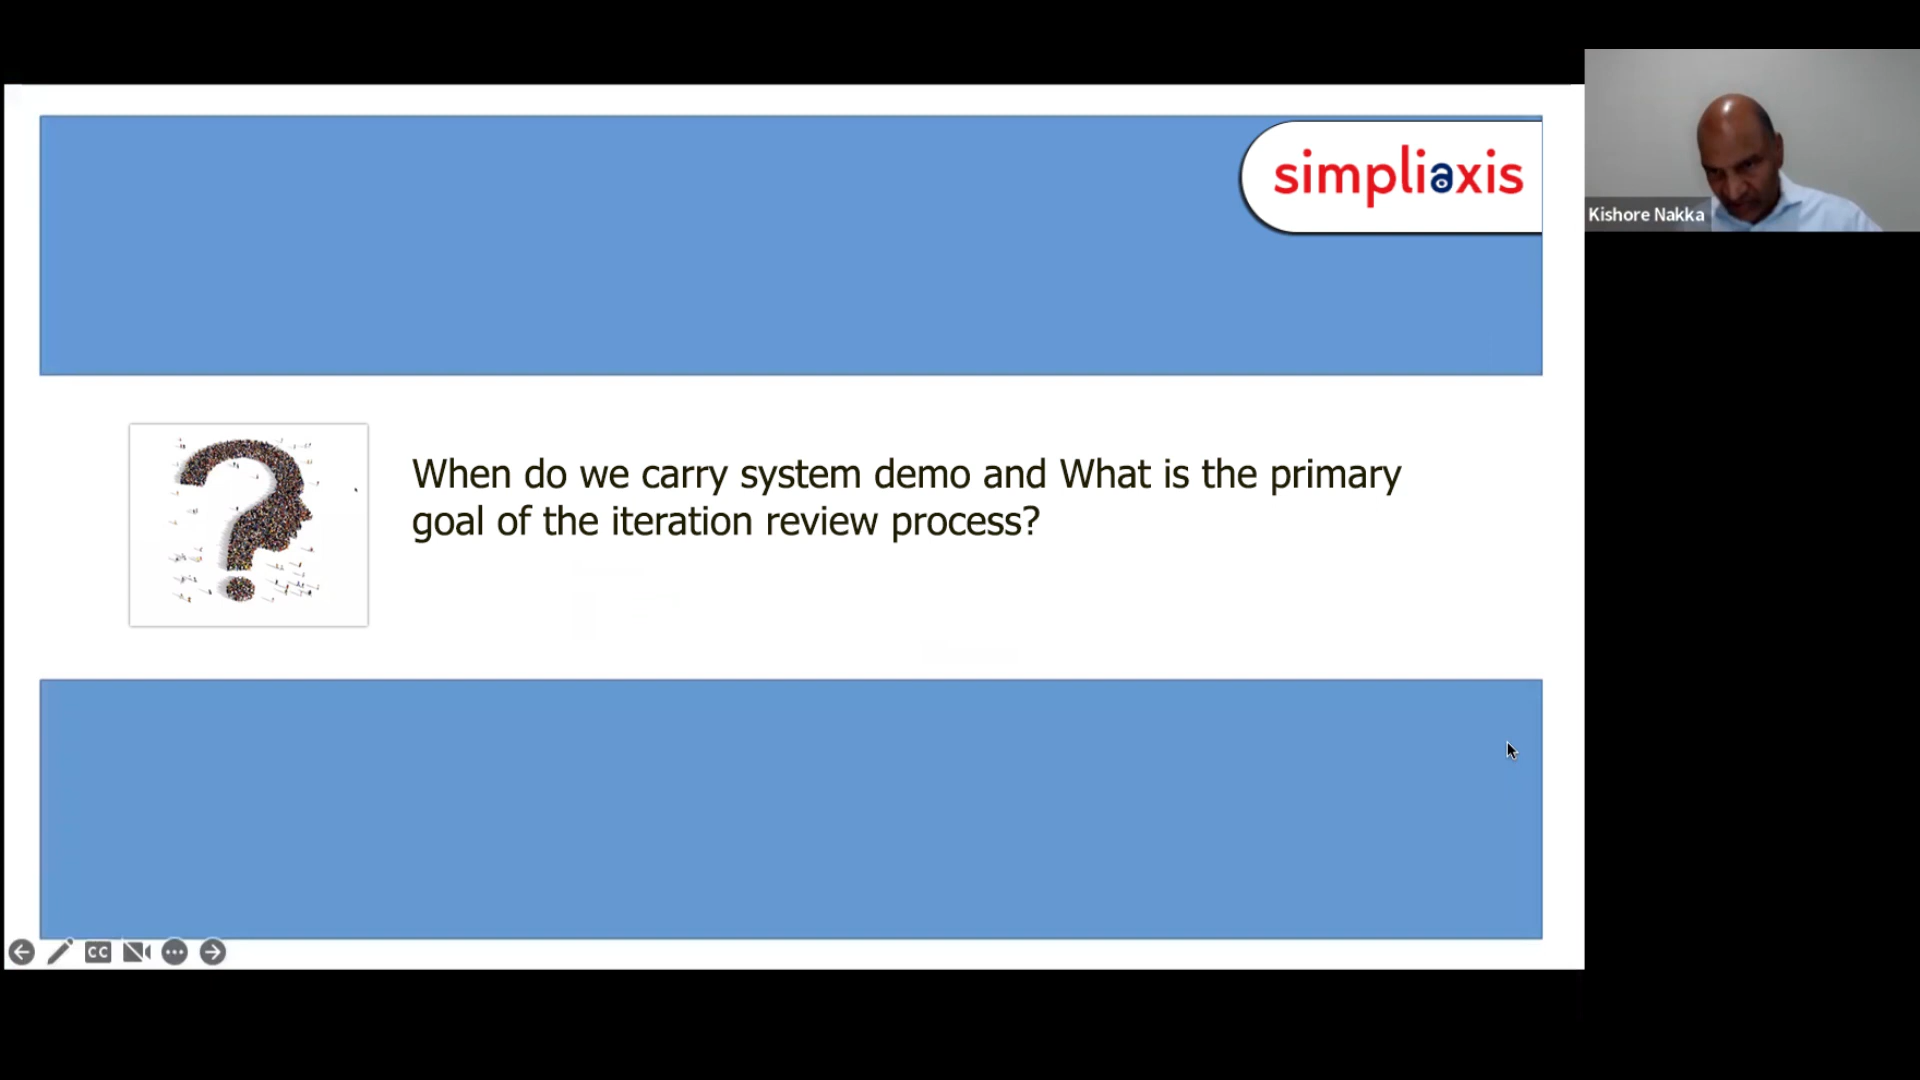 simpliaxis
Kishore Nakka
When do we carry system demo and What is the primary
goal of the iteration review process?
CC